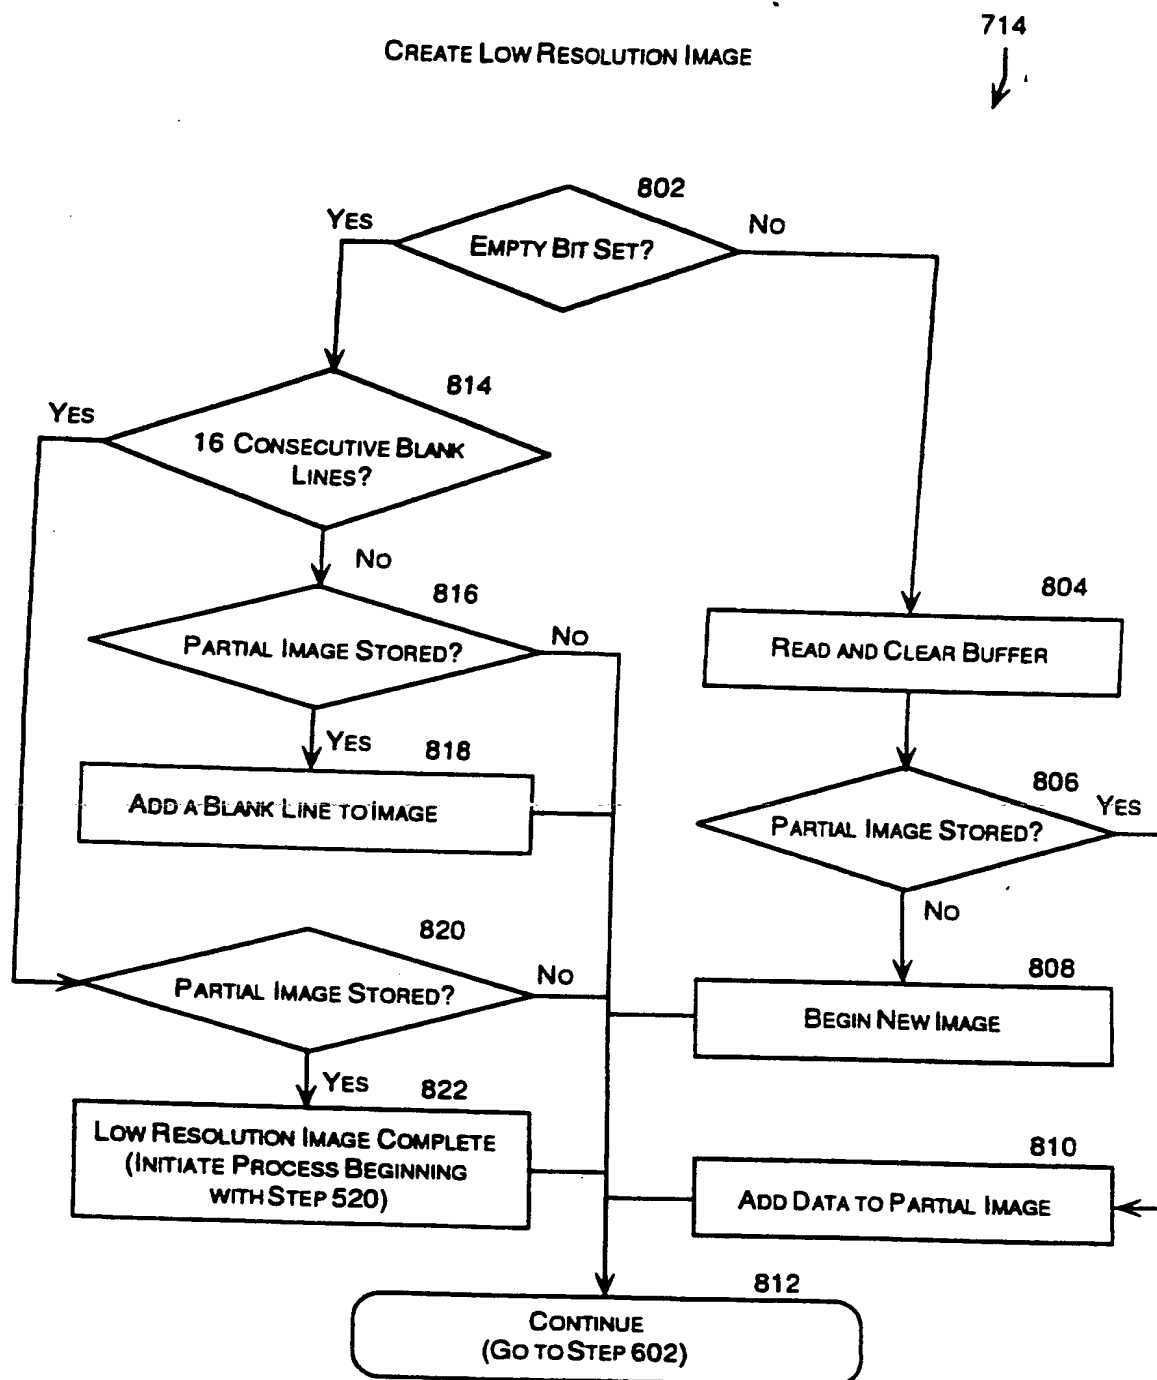 714
CREATE LOW RESOLUTION IMAGE
802
YES
NO
EMPTY BIT SET?
814
YES
16 CONSECUTIVE BLANK
LINES?
NO
816
PARTIAL IMAGE STORED?
NO
804
READ AND CLEAR BUFFER
YES
818
ADD A BLANK LINE TO IMAGE
806
YES
PARTIAL IMAGE STORED?
NO
820
PARTIAL IMAGE STORED?
NO
808
BEGIN NEW IMAGE
YES
822
LOW RESOLUTION IMAGE COMPLETE
(INITIATE PROCESS BEGINNING
WITH STEP 520)
810
ADD DATA TO PARTIAL IMAGE
812
CONTINUE
(GO TO STEP 602)